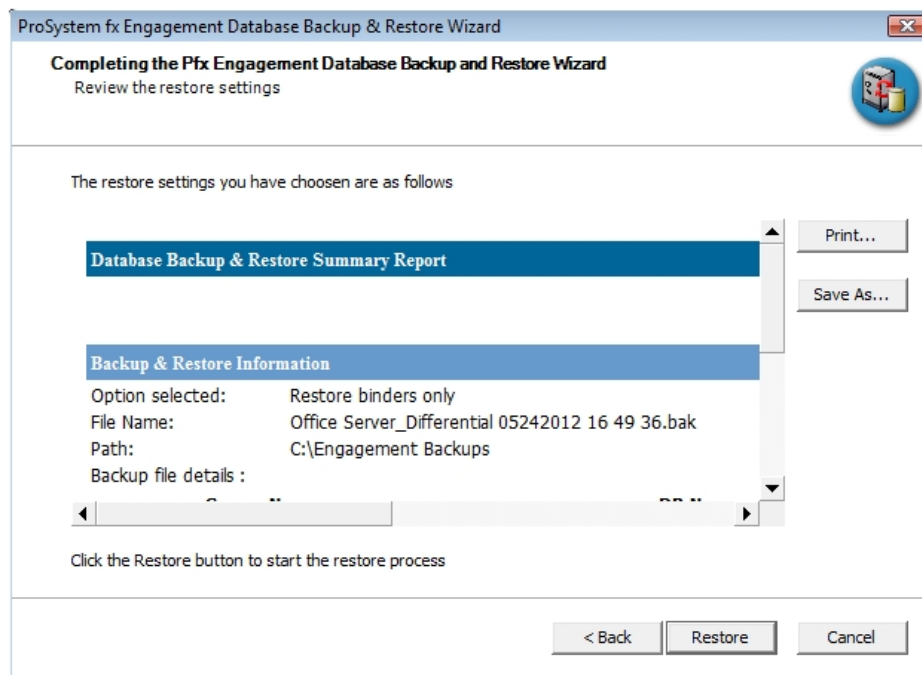 ProSystem fx Engagement Database Backup & Restore Wizard
Completing the Pfx Engagement Database Backup and Restore Wizard
Review the restore settings
The restore settings you have choosen are as follows
Print...
Database Backup & Restore Summary Report
Save As...
Backup & Restore Information
Option selected: Restore binders only
File Name: Office Server_Differential 05242012 16 49 36.bak
Path: C:\Engagement Backups
Backup file details :
Click the Restore button to start the restore process
< Back Restore Cancel